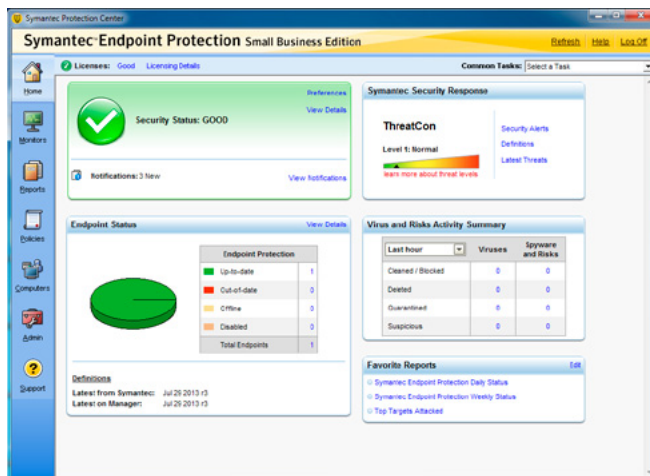 Symantec Protection Center
Symantec™ Endpoint Protection Small Business Edition
Refresh Help Log Off
Licenses: Good Licensing Details
Common Tasks: Select a Task
Home
Monitors
Reports
Policies
Computers
Admin
Support
Preferences
View Details
Security Status: GOOD
Notifications: 3 New
View Notifications
Symantec Security Response
ThreatCon
Level 1: Normal
learn more about threat levels
Security Alerts
Definitions
Latest Threats
Endpoint Status
View Details
Endpoint Protection
Up-to-date 1
Out-of-date 0
Offline 0
Disabled 0
Total Endpoints 1
Definitions
Latest from Symantec: Jul 25 2013 r3
Latest on Manager: Jul 25 2013 r3
Virus and Risks Activity Summary
Last hour Viruses Spyware and Risks
Cleaned / Blocked 0 0
Deleted 0 0
Quarantined 0 0
Suspicious 0 0
Favorite Reports
Edit
Symantec Endpoint Protection Daily Status
Symantec Endpoint Protection Weekly Status
Top Targets Attacked